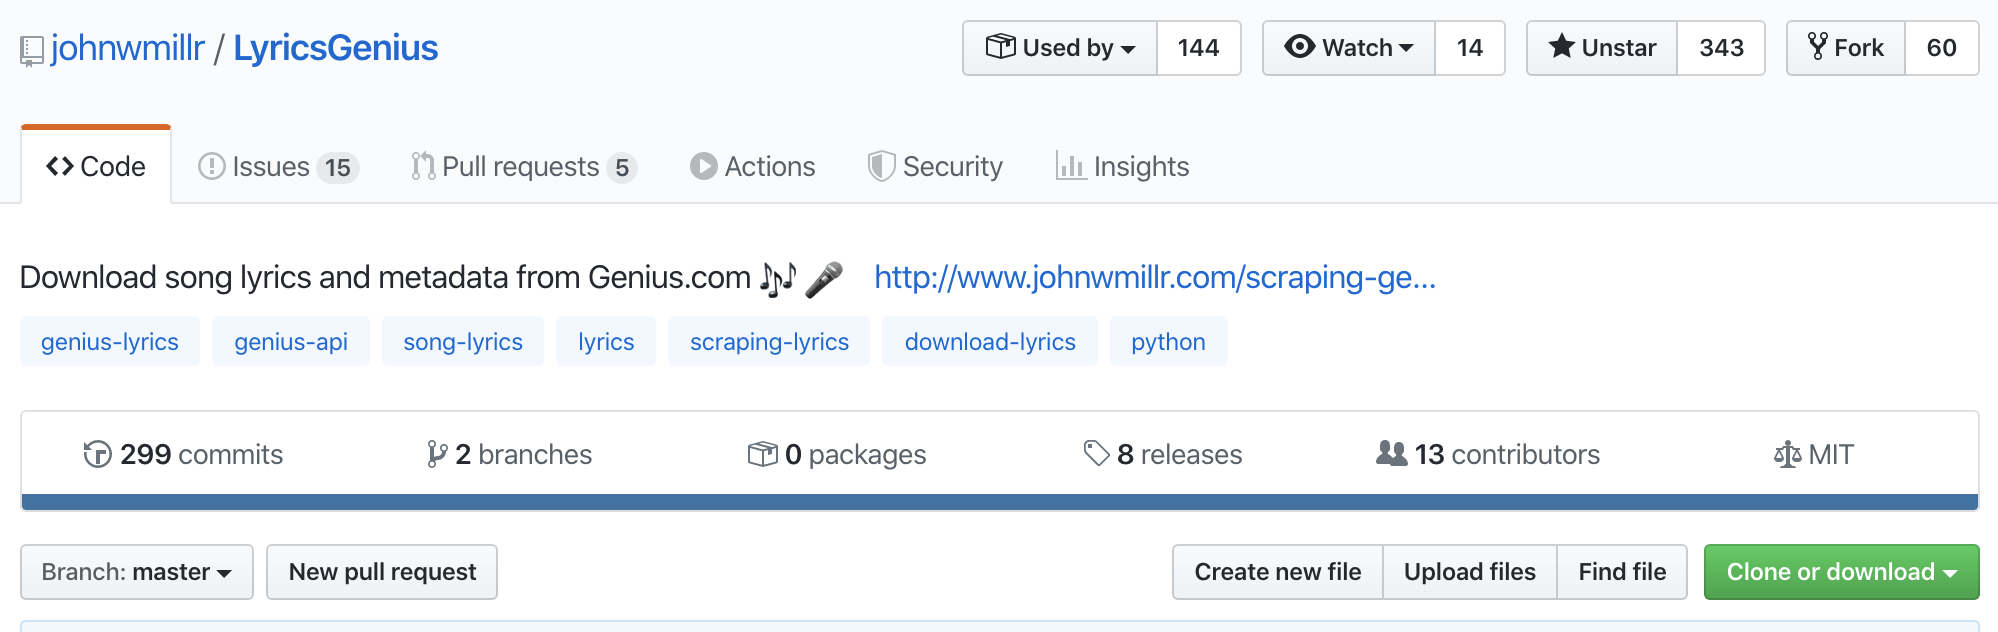 johnwmillr / LyricsGenius Used by 144 Watch 14 Unstar 343 Fork 60
Code Issues 15 Pull requests 5 Actions Security Insights
Download song lyrics and metadata from Genius.com http://www.johnwmillr.com/scraping-ge...
genius-lyrics genius-api song-lyrics lyrics scraping-lyrics download-lyrics python
299 commits 2 branches 0 packages 8 releases 13 contributors MIT
Branch: master New pull request Create new file Upload files Find file Clone or download